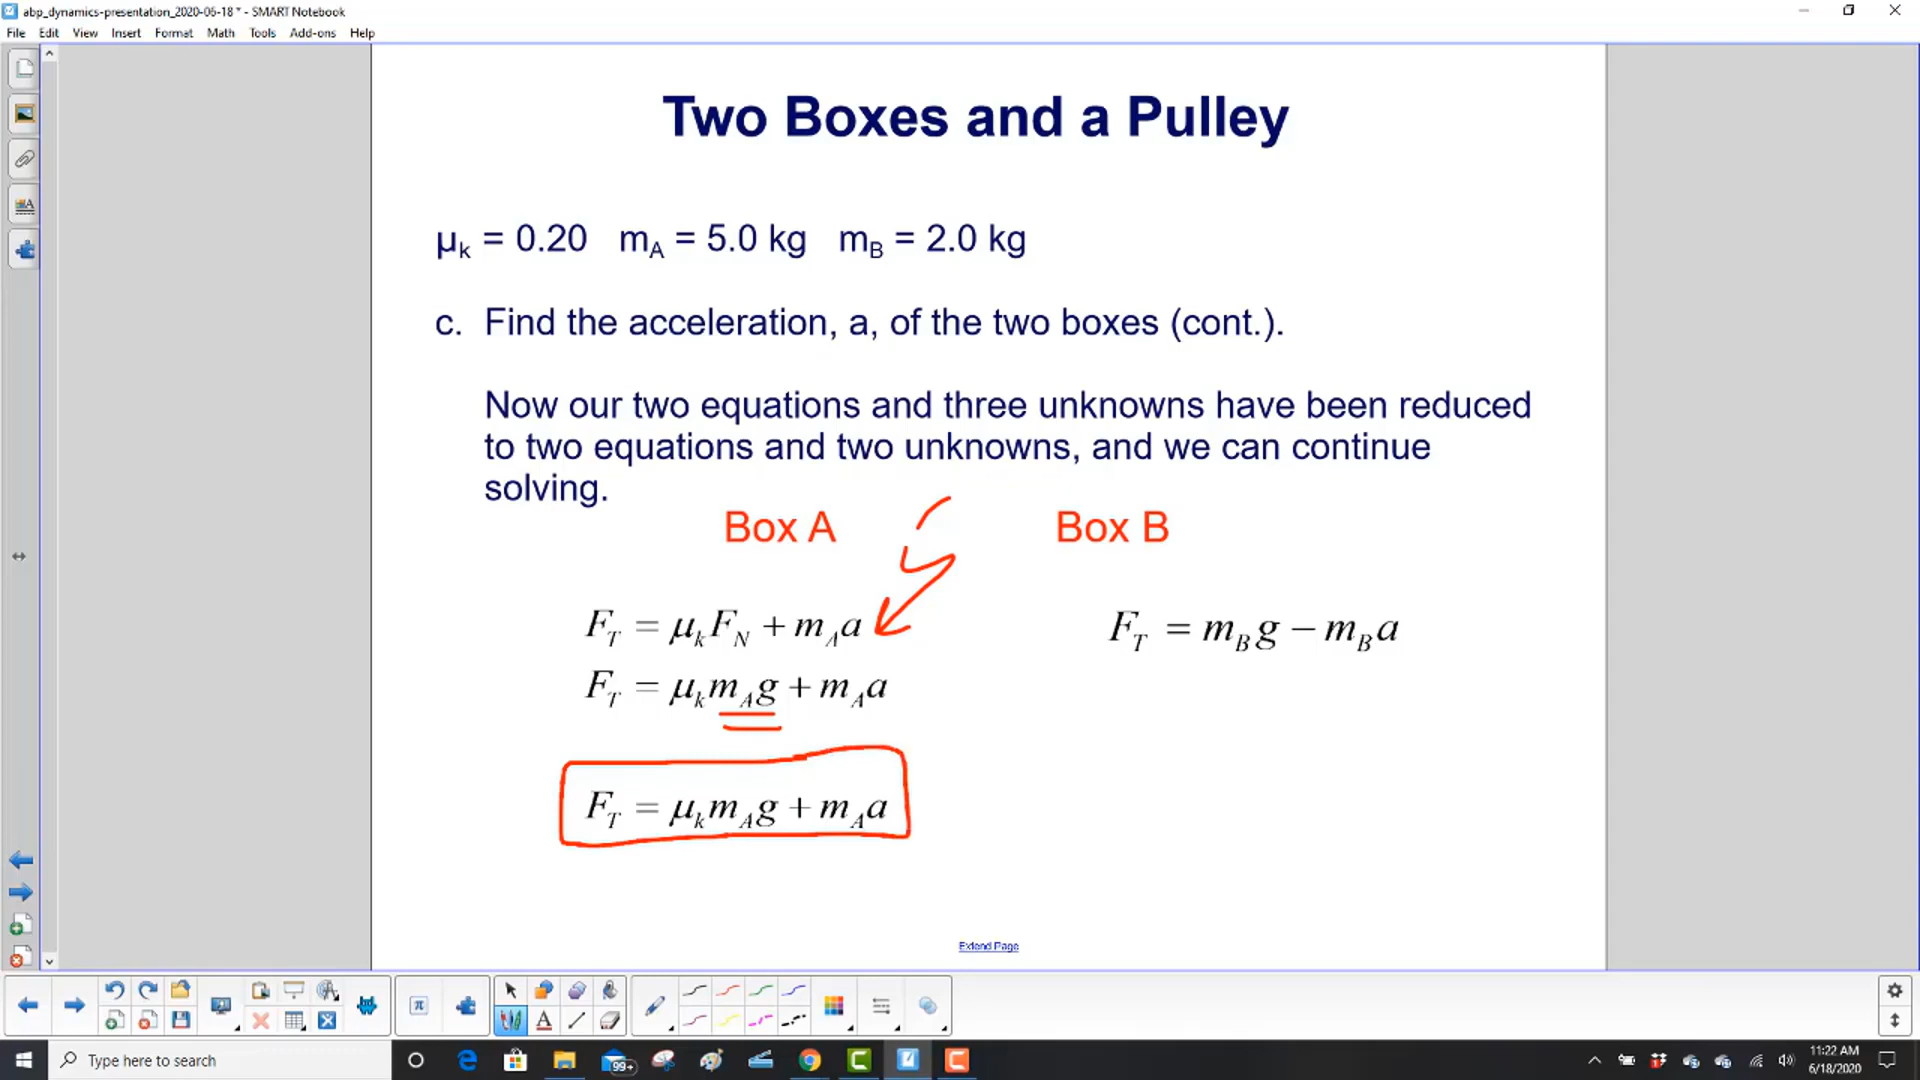 abp_dynamics-presentation_2020-06-18 * - SMART Notebook
File Edit View Insert Format Math Tools Add-ons Help
Two Boxes and a Pulley
μk = 0.20 mA = 5.0 kg mB = 2.0 kg
c. Find the acceleration, a, of the two boxes (cont.).
Now our two equations and three unknowns have been reduced
to two equations and two unknowns, and we can continue
solving.
Box A Box B
FT = μkFN + mAa FT = mBg − mBa
FT = μkmAg + mAa
FT = μkmAg + mAa
Extend Page
Type here to search
99+
11:22 AM
6/18/2020